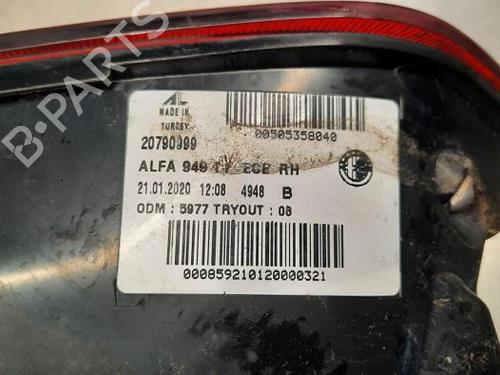 AL
MADE IN
TURKEY
00505358040
20790999
ALFA 949 ECE RH
21.01.2020 12:08 4948 B
ODM : 5977 TRYOUT : 08
000859210120000321
B-PARTS